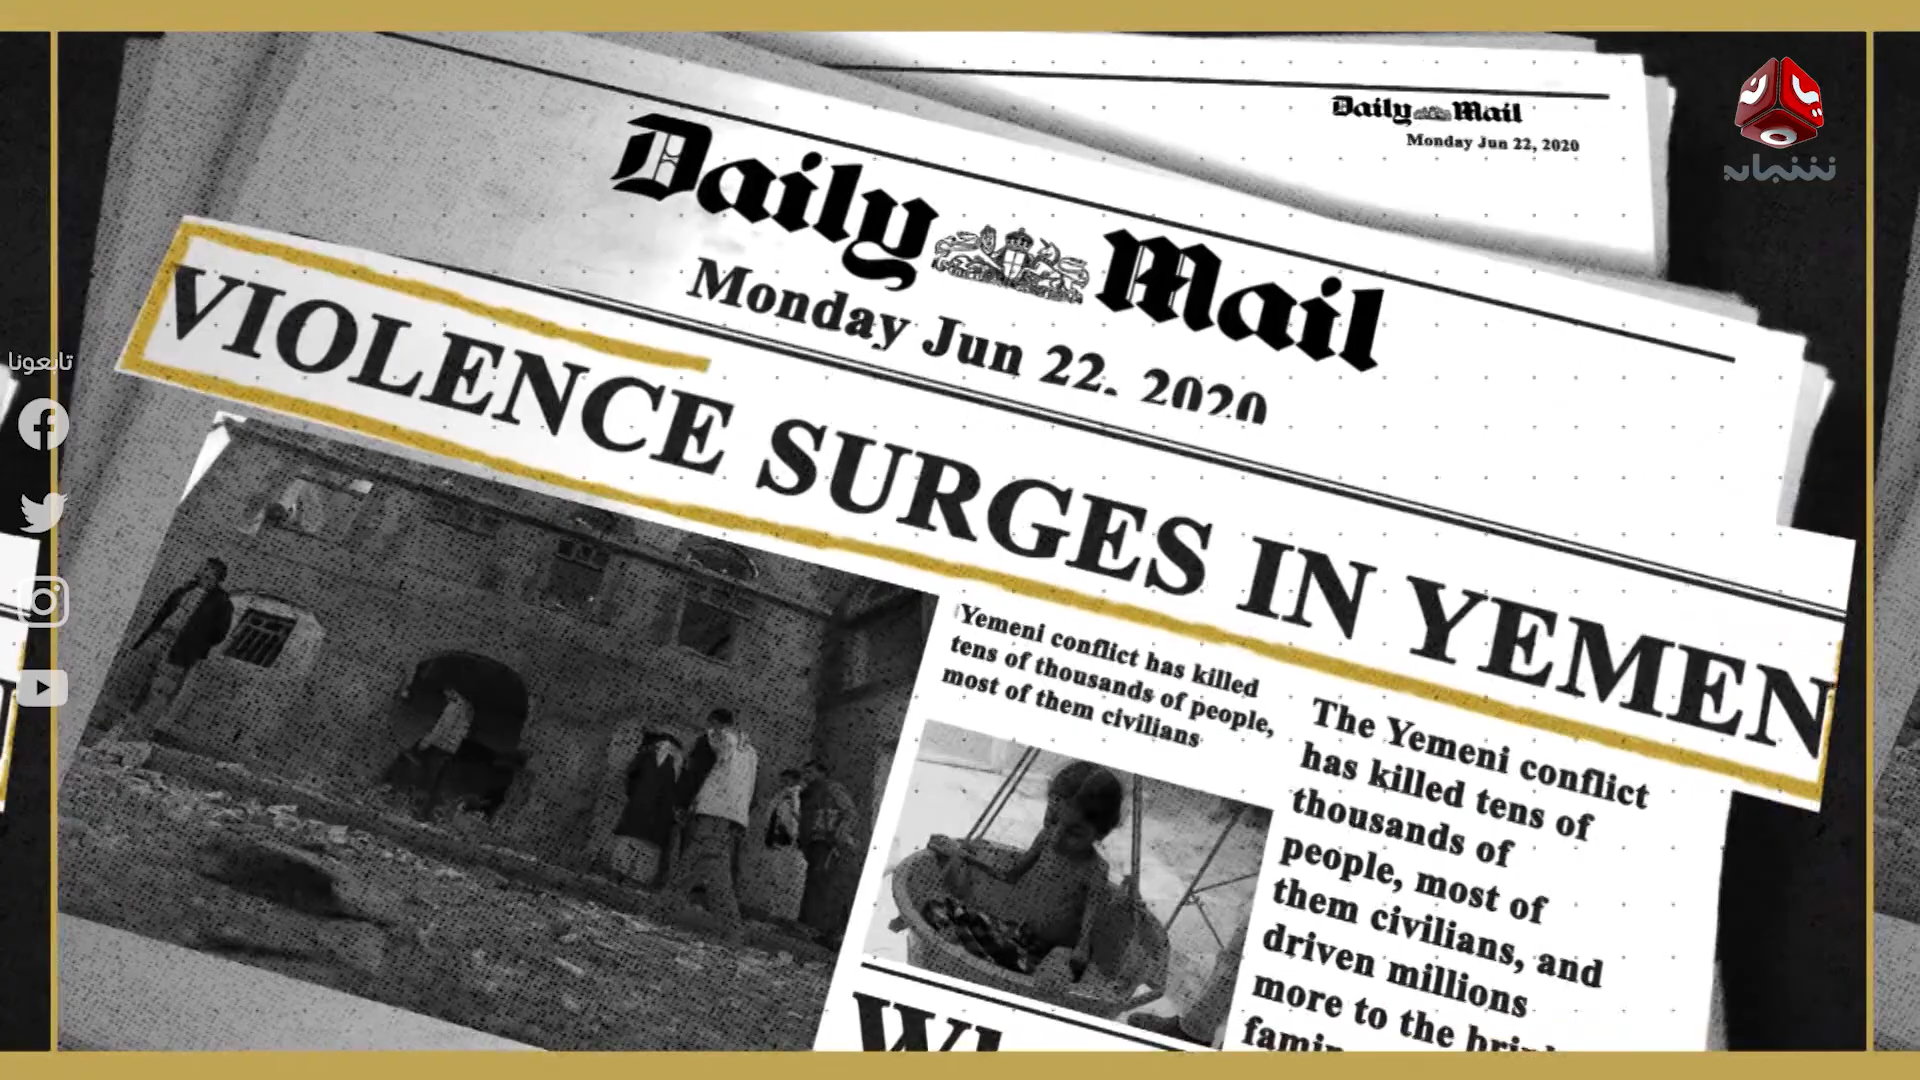 Daily Mail
Monday Jun 22, 2020
Daily Mail
Monday Jun 22, 2020
VIOLENCE SURGES IN YEMEN
Yemeni conflict has killed
tens of thousands of people,
most of them civilians
The Yemeni conflict
has killed tens of
thousands of
people, most of
them civilians, and
driven millions
more to the
تابعونا